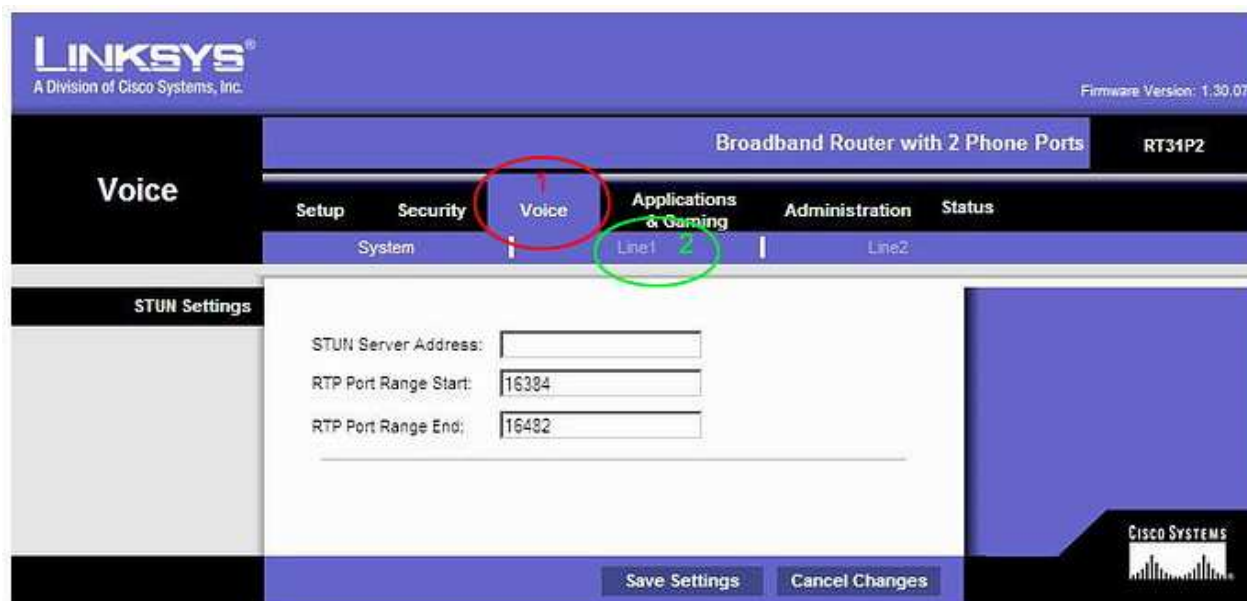 LINKSYS®
A Division of Cisco Systems, Inc.
Firmware Version: 1.30.07
Broadband Router with 2 Phone Ports
RT31P2
Voice
1
Setup
Security
Voice
Applications
& Gaming
Administration
Status
System
Line1
2
Line2
STUN Settings
STUN Server Address:
RTP Port Range Start: 16384
RTP Port Range End: 16482
CISCO SYSTEMS
Save Settings
Cancel Changes